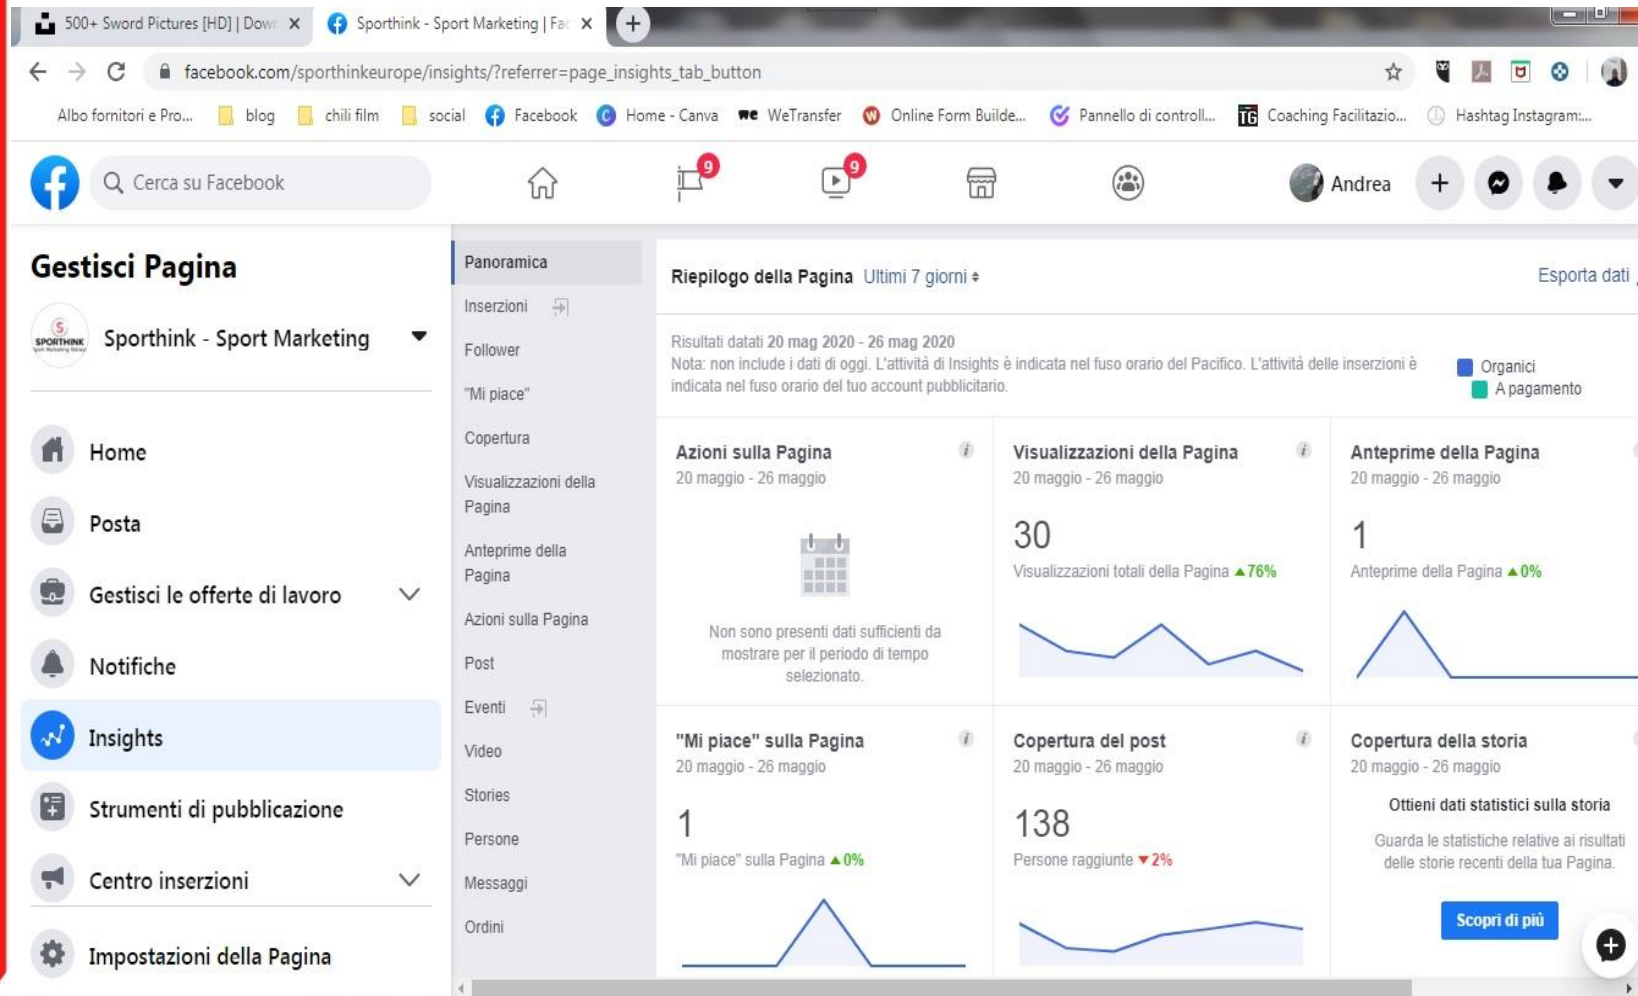 500+ Sword Pictures [HD] | Dow
Sporthink - Sport Marketing | Fac
facebook.com/sporthinkeurope/insights/?referrer=page_insights_tab_button
Albo fornitori e Pro...
blog
chili film
social
Facebook
Home - Canva
we WeTransfer
Online Form Builde...
Pannello di controll...
TG Coaching Facilitazio...
Hashtag Instagram:...
Cerca su Facebook
9
9
Andrea
Gestisci Pagina
SPORTHINK
Sporthink - Sport Marketing
Home
Posta
Gestisci le offerte di lavoro
Notifiche
Insights
Strumenti di pubblicazione
Centro inserzioni
Impostazioni della Pagina
Panoramica
Inserzioni
Follower
"Mi piace"
Copertura
Visualizzazioni della
Pagina
Anteprime della
Pagina
Azioni sulla Pagina
Post
Eventi
Video
Stories
Persone
Messaggi
Ordini
Riepilogo della Pagina Ultimi 7 giorni
Esporta dati
Risultati datati 20 mag 2020 - 26 mag 2020
Nota: non include i dati di oggi. L'attività di Insights è indicata nel fuso orario del Pacifico. L'attività delle inserzioni è
indicata nel fuso orario del tuo account pubblicitario.
Organici
A pagamento
Azioni sulla Pagina
20 maggio - 26 maggio
Non sono presenti dati sufficienti da
mostrare per il periodo di tempo
selezionato.
Visualizzazioni della Pagina
20 maggio - 26 maggio
30
Visualizzazioni totali della Pagina ▲76%
Anteprime della Pagina
20 maggio - 26 maggio
1
Anteprime della Pagina ▲0%
"Mi piace" sulla Pagina
20 maggio - 26 maggio
1
"Mi piace" sulla Pagina ▲0%
Copertura del post
20 maggio - 26 maggio
138
Persone raggiunte ▼2%
Copertura della storia
20 maggio - 26 maggio
Ottieni dati statistici sulla storia
Guarda le statistiche relative ai risultati
delle storie recenti della tua Pagina.
Scopri di più